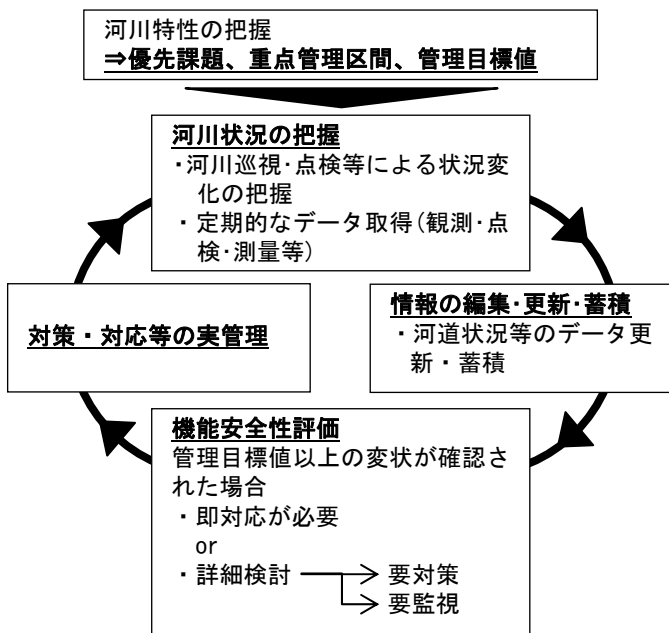 河川特性の把握
⇒優先課題、重点管理区間、管理目標値
河川状況の把握
・河川巡視・点検等による状況変
化の把握
・定期的なデータ取得(観測・点
検・測量等)
情報の編集・更新・蓄積
・河道状況等のデータ更
新・蓄積
対策・対応等の実管理
機能安全性評価
管理目標値以上の変状が確認さ
れた場合
・即対応が必要
or
・詳細検討
要対策
要監視